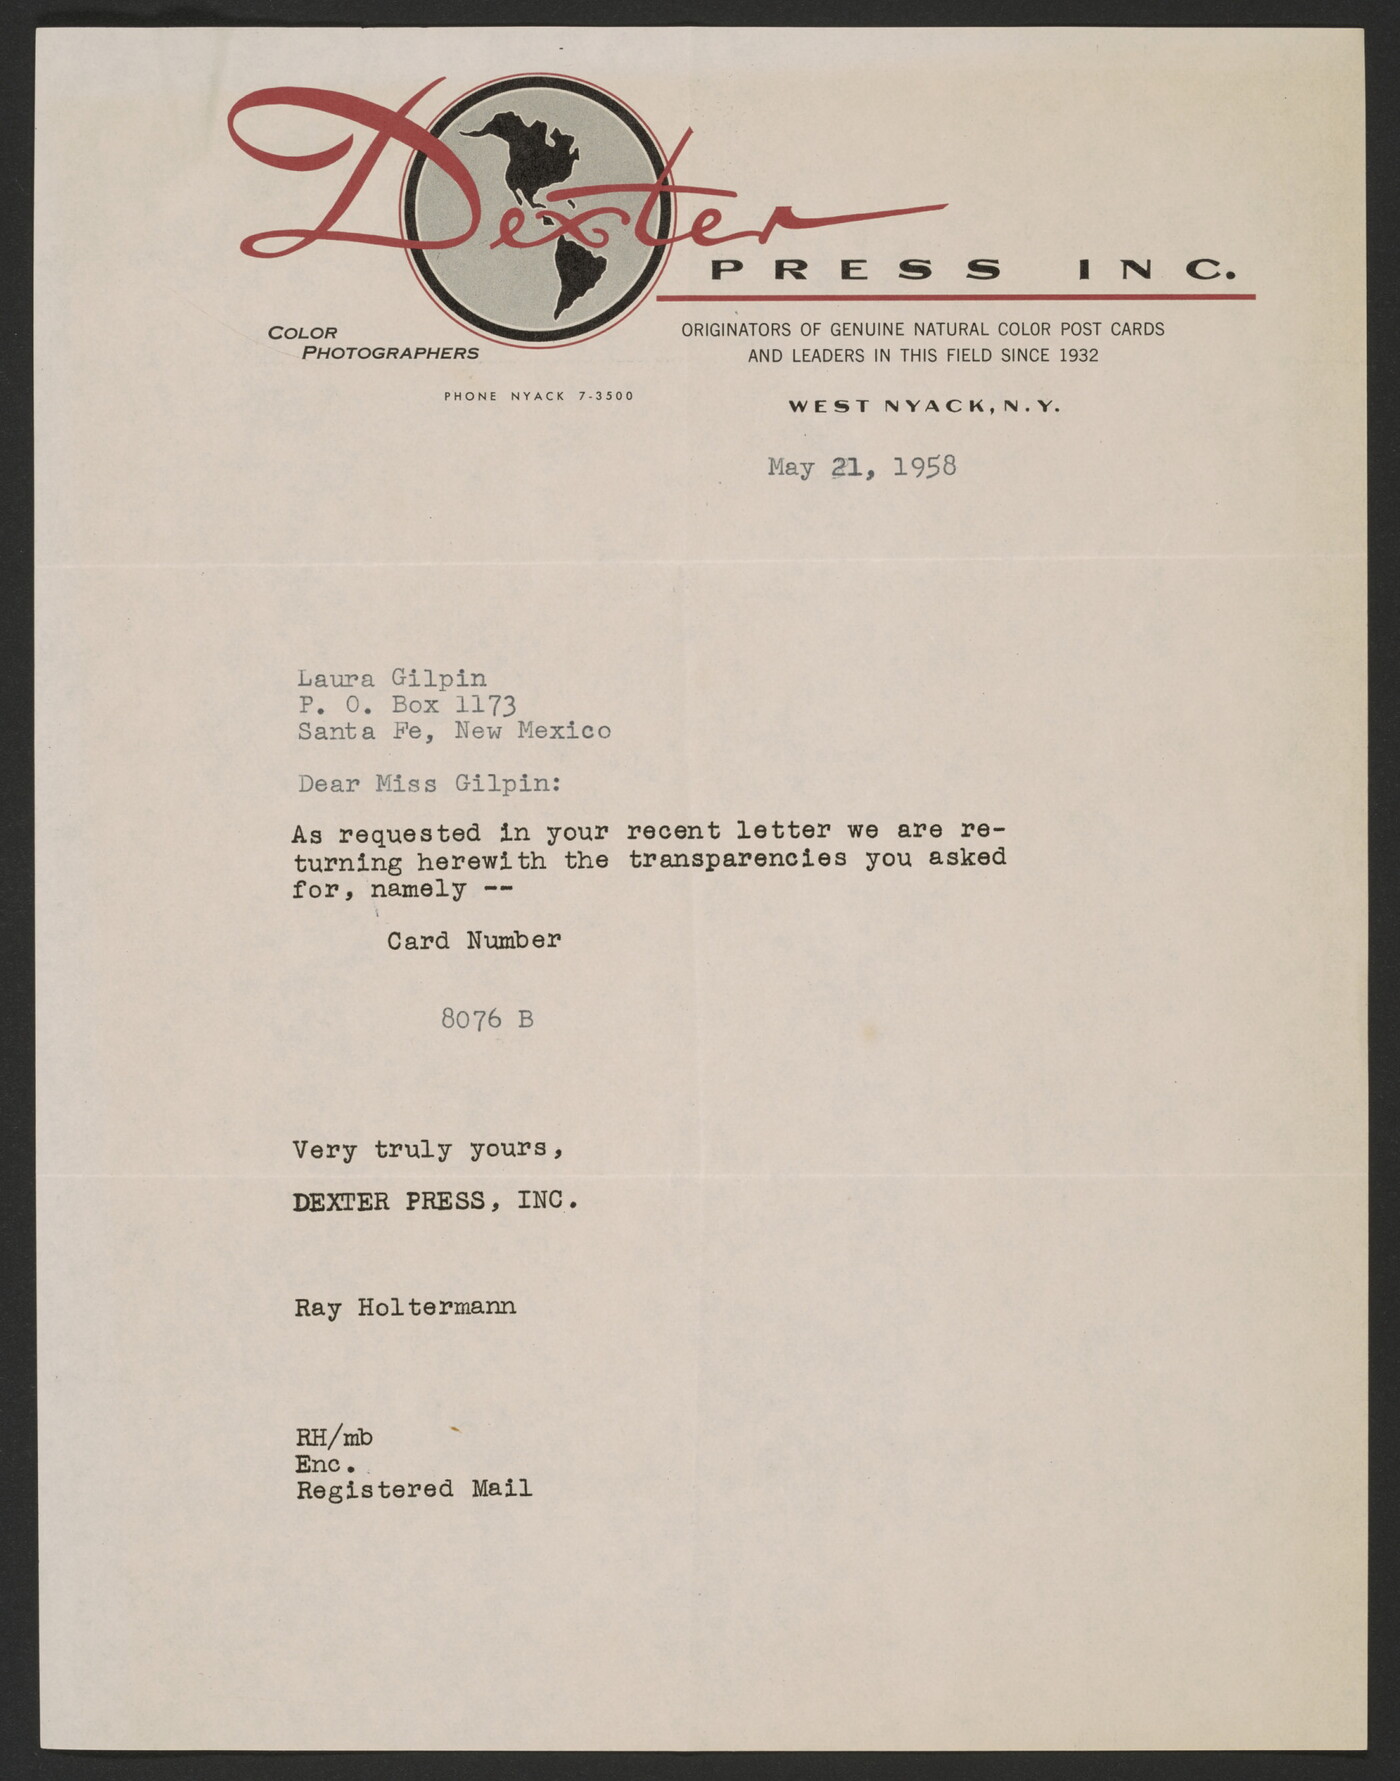 Dexter
PRESS INC.
COLOR
PHOTOGRAPHERS
ORIGINATORS OF GENUINE NATURAL COLOR POST CARDS
AND LEADERS IN THIS FIELD SINCE 1932
PHONE NYACK 7-3500
WEST NYACK, N.Y.
May 21, 1958
Laura Gilpin
P. O. Box 1173
Santa Fe, New Mexico
Dear Miss Gilpin:
As requested in your recent letter we are re-
turning herewith the transparencies you asked
for, namely --
Card Number
8076 B
Very truly yours,
DEXTER PRESS, INC.
Ray Holtermann
RH/mb
Enc.
Registered Mail